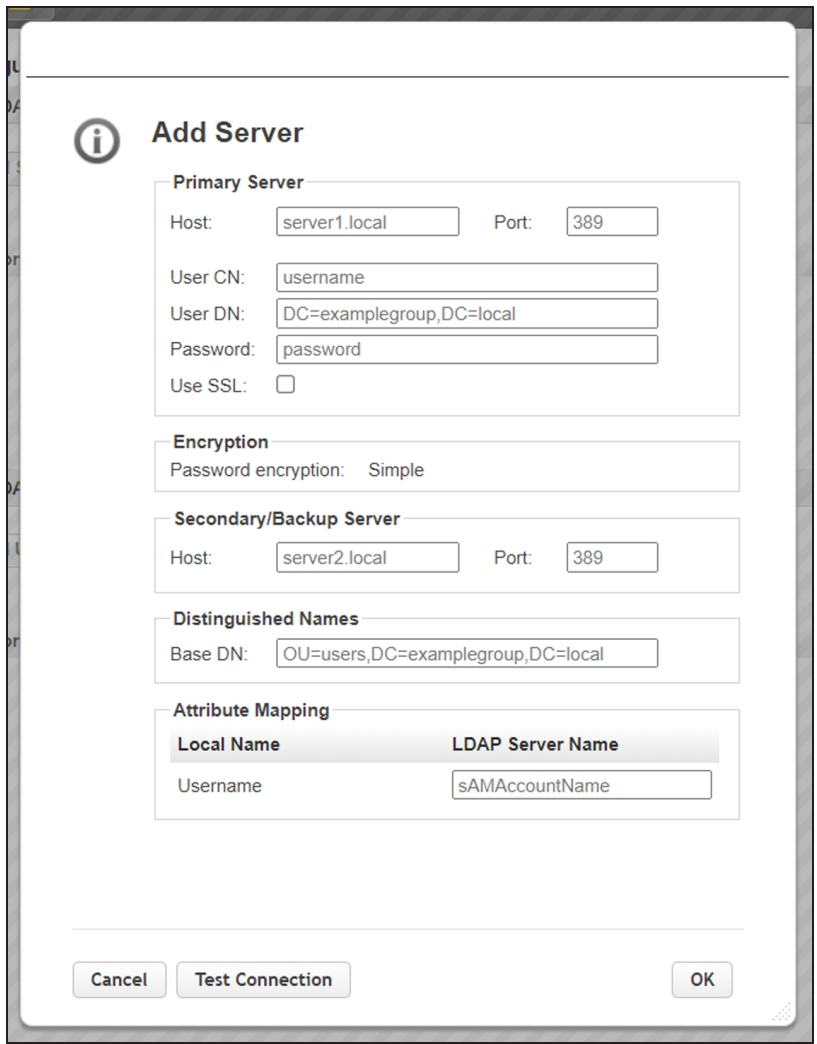 Add Server
Primary Server
Host: server1.local Port: 389
User CN: username
User DN: DC=examplegroup,DC=local
Password: password
Use SSL:
Encryption
Password encryption: Simple
Secondary/Backup Server
Host: server2.local Port: 389
Distinguished Names
Base DN: OU=users,DC=examplegroup,DC=local
Attribute Mapping
Local Name LDAP Server Name
Username sAMAccountName
Cancel Test Connection OK